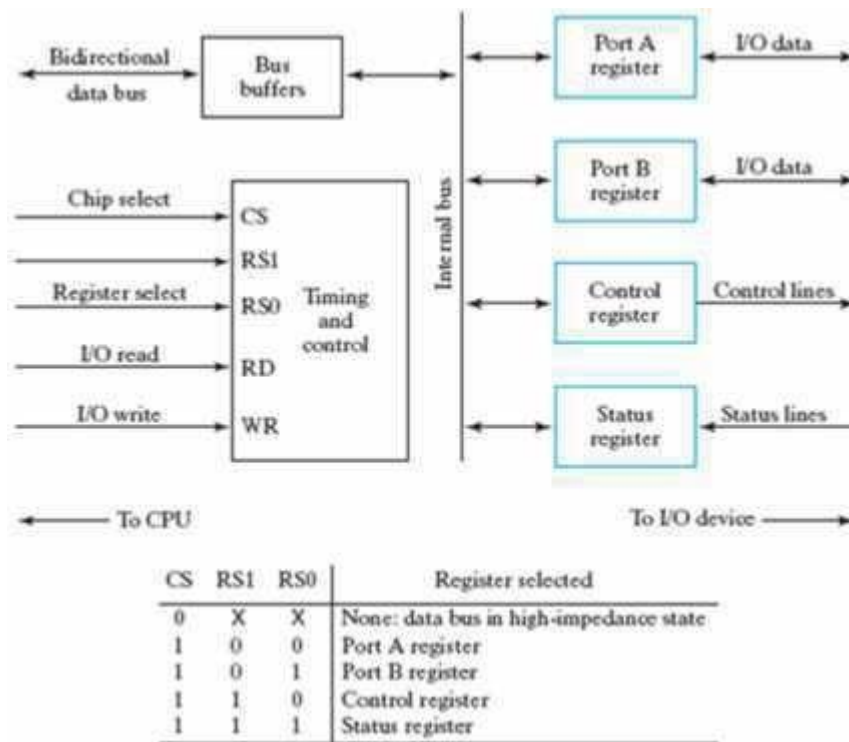 Bidirectional
data bus
Bus
buffers
Port A
register
I/O data
Port B
register
I/O data
Internal bus
Chip select
CS
RS1
Register select
RS0
Timing
and
control
I/O read
RD
I/O write
WR
Control
register
Control lines
Status
register
Status lines
To CPU
To I/O device
CS RS1 RS0 Register selected
0 X X None: data bus in high-impedance state
1 0 0 Port A register
1 0 1 Port B register
1 1 0 Control register
1 1 1 Status register